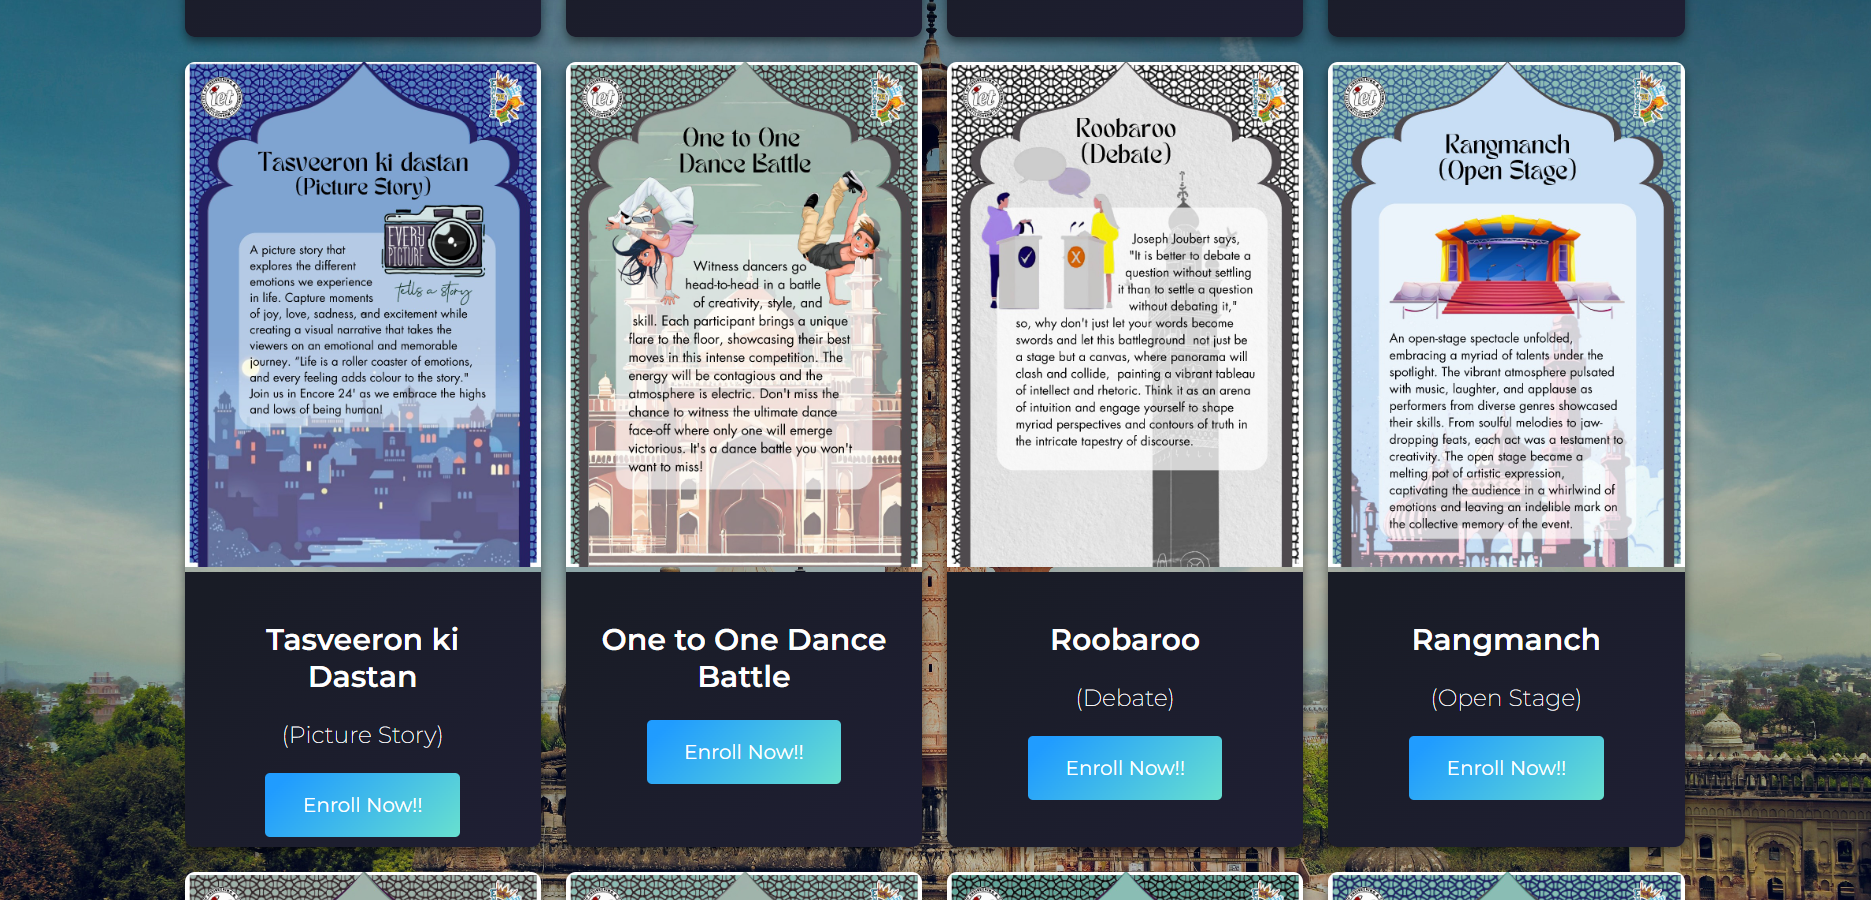 iet
Tasveeron ki dastan
(Picture Story)
EVERY
PICTURE
tells a story
A picture story that
explores the different
emotions we experience
in life. Capture moments
of joy, love, sadness, and excitement while
creating a visual narrative that takes the
viewers on an emotional and memorable
journey. "Life is a roller coaster of emotions,
and every feeling adds colour to the story."
Join us in Encore 24' as we embrace the highs
and lows of being human!
Tasveeron ki
Dastan
(Picture Story)
Enroll Now!!
iet
One to One
Dance Battle
Witness dancers go
head-to-head in a battle
of creativity, style, and
skill. Each participant brings a unique
flare to the floor, showcasing their best
moves in this intense competition. The
energy will be contagious and the
atmosphere is electric. Don't miss the
chance to witness the ultimate dance
face-off where only one will emerge
victorious. It's a dance battle you won't
want to miss!
One to One Dance
Battle
Enroll Now!!
iet
Roobaroo
(Debate)
X
Joseph Joubert says,
"It is better to debate a
question without settling
it than to settle a question
without debating it,"
so, why don't just let your words become
swords and let this battleground not just be
a stage but a canvas, where panorama will
clash and collide, painting a vibrant tableau
of intellect and rhetoric. Think it as an arena
of intuition and engage yourself to shape
myriad perspectives and contours of truth in
the intricate tapestry of discourse.
Roobaroo
(Debate)
Enroll Now!!
iet
Rangmanch
(Open Stage)
An open-stage spectacle unfolded,
embracing a myriad of talents under the
spotlight. The vibrant atmosphere pulsated
with music, laughter, and applause as
performers from diverse genres showcased
their skills. From soulful melodies to jaw-
dropping feats, each act was a testament to
creativity. The open stage became a
melting pot of artistic expression,
captivating the audience in a whirlwind of
emotions and leaving an indelible mark on
the collective memory of the event.
Rangmanch
(Open Stage)
Enroll Now!!